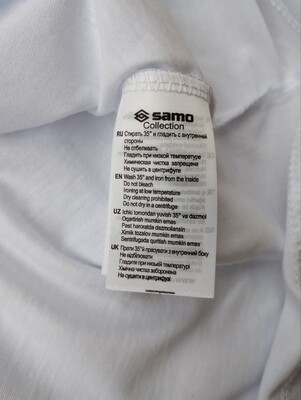 samo
Collection
RU Стирать 35° и гладить с внутренней
стороны
Не отбеливать
Гладить при низкой температуре
Химическая чистка запрещена
Не сушить в центрифуге
EN Wash 35° and iron from the inside
Do not bleach
Ironing at low temperature
Dry clearing prohibited
Do not dry in a centrifuge
UZ Ichki tomondan yuvish 35° va dazmol
Oqartirish mumkin emas
Past haroratda dazmollansin
Ximik tozalov mumkin emas
Sentrifugada quritish mumkin emas
UK Прати 35° й прасувати з внутрішньої боку
Не відбілювати
Гладити при низькій температурі
Хімічно чистка заборонена
Не сушити в центрифузі